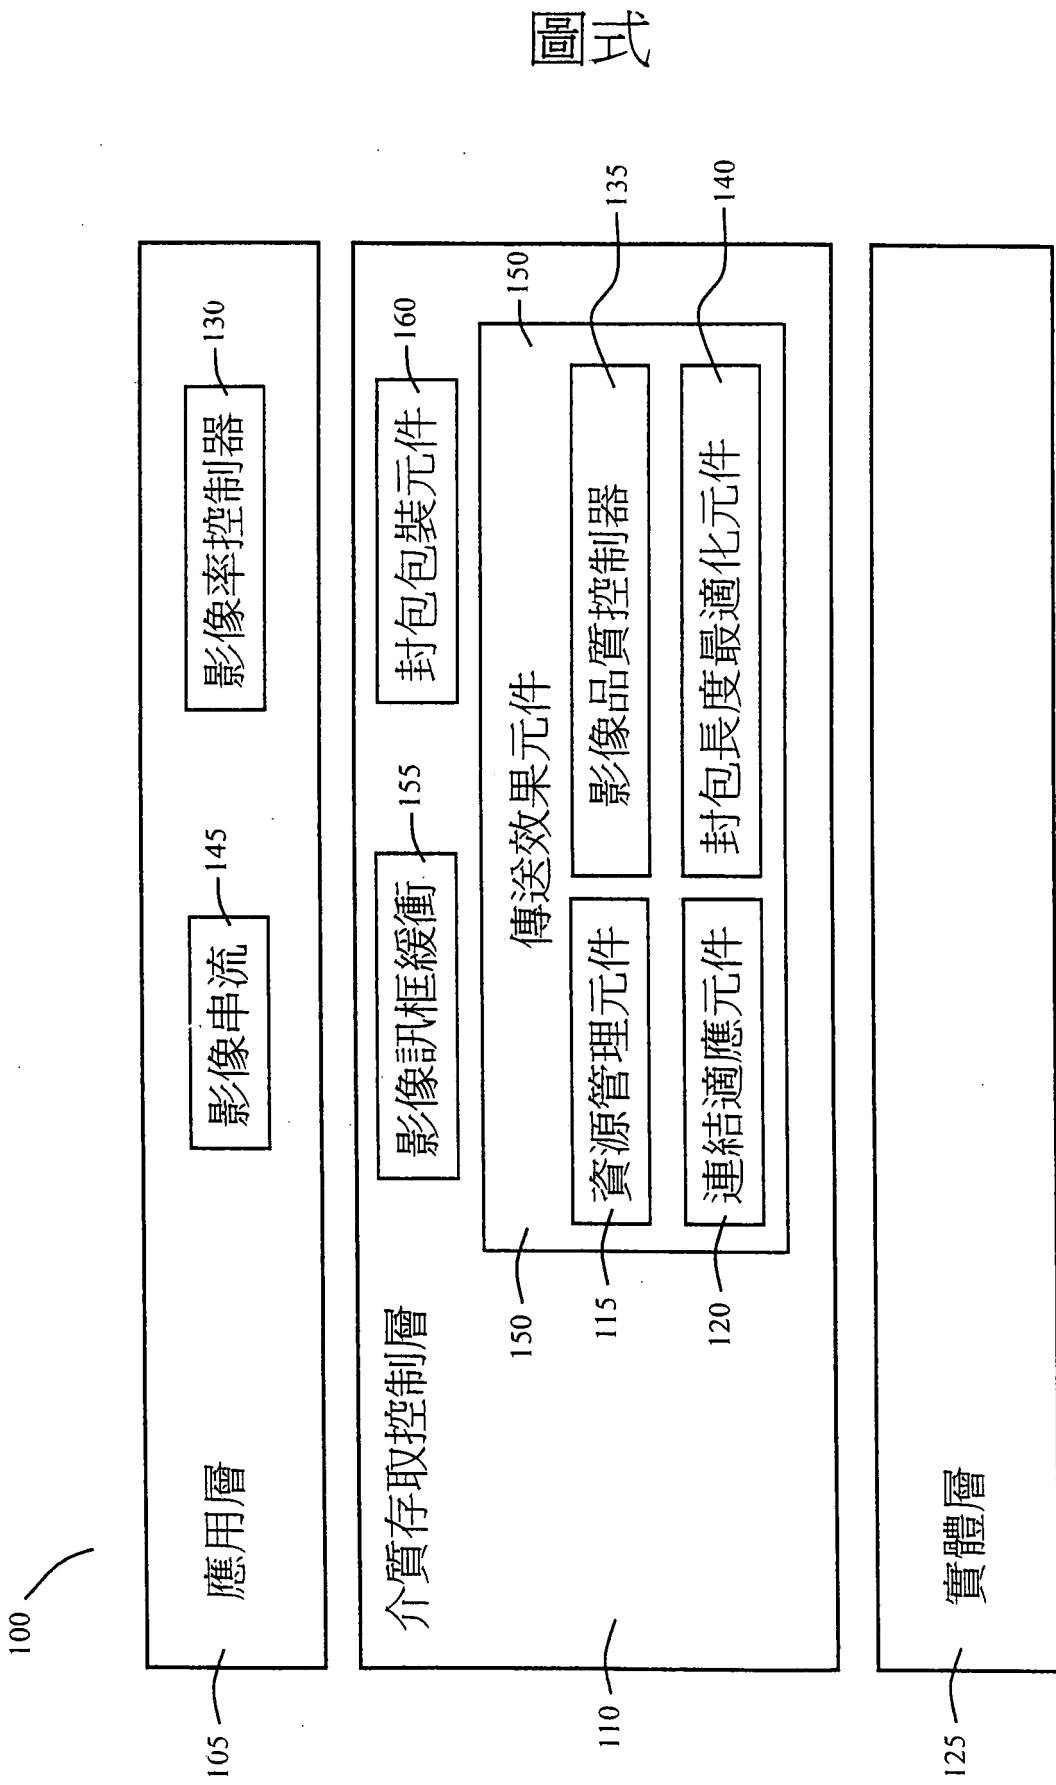 圖式
100
105
應用層
影像串流
145
影像率控制器
130
110
介質存取控制層
影像訊框緩衝
155
封包包裝元件
160
150
傳送效果元件
150
115
資源管理元件
影像品質控制器
135
120
連結適應元件
封包長度最適化元件
140
125
實體層